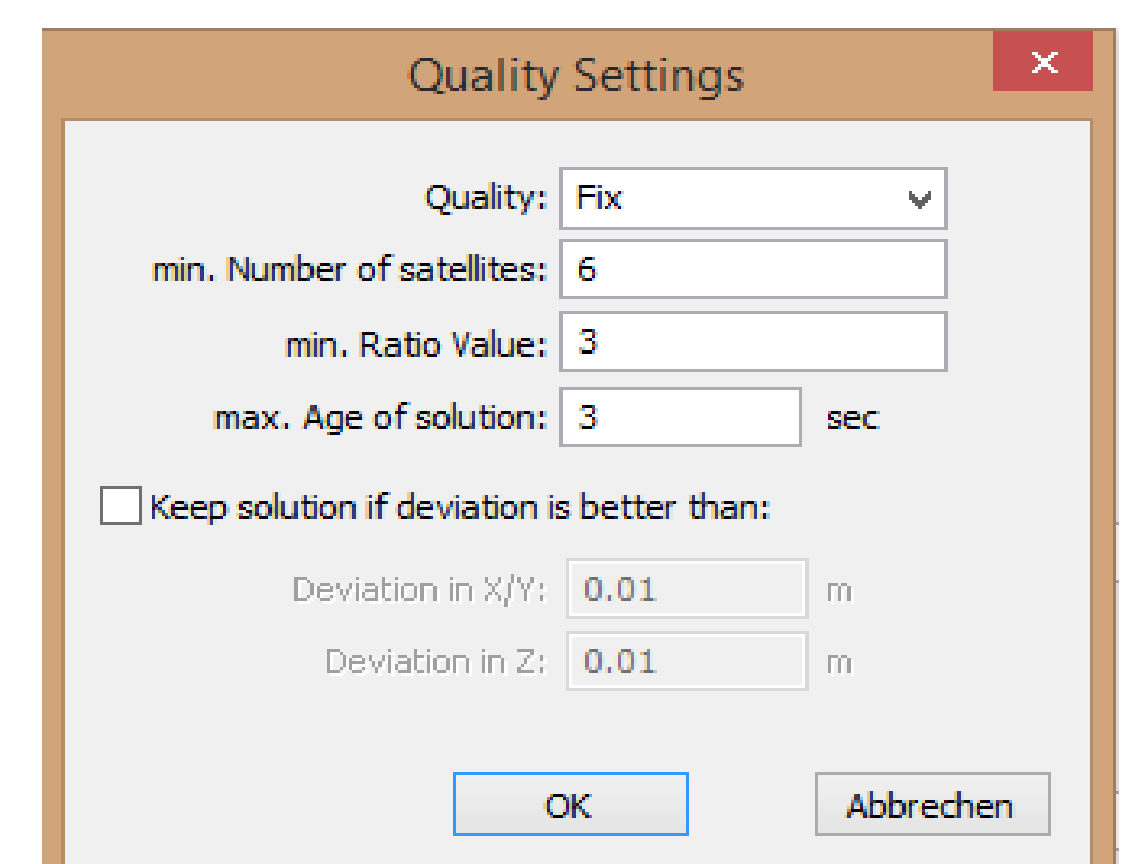 Quality Settings
Quality: Fix
min. Number of satellites: 6
min. Ratio Value: 3
max. Age of solution: 3 sec
Keep solution if deviation is better than:
Deviation in X/Y: 0.01 m
Deviation in Z: 0.01 m
OK Abbrechen